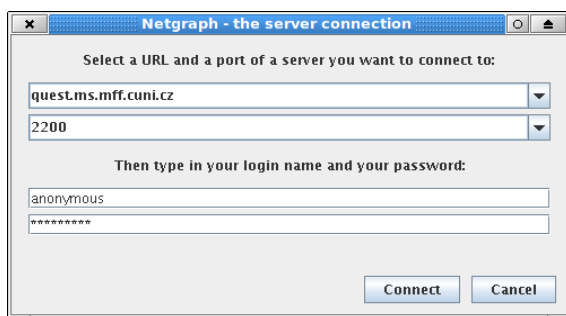 Netgraph - the server connection
Select a URL and a port of a server you want to connect to:
quest.ms.mff.cuni.cz
2200
Then type in your login name and your password:
anonymous
*********
Connect Cancel